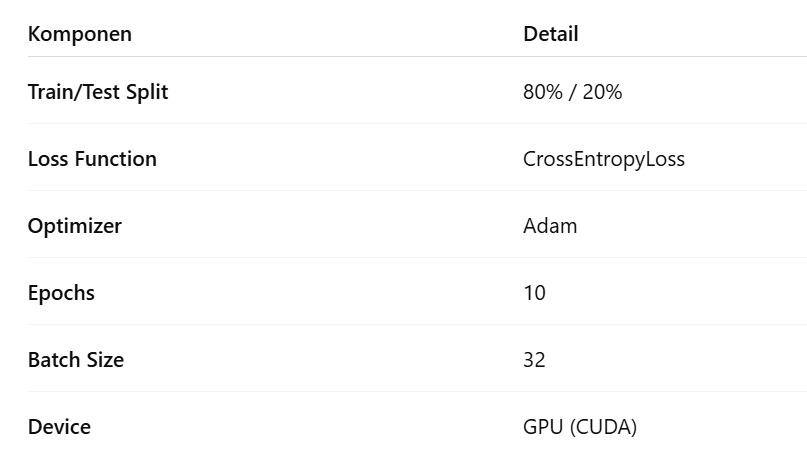 Komponen Detail
Train/Test Split 80% / 20%
Loss Function CrossEntropyLoss
Optimizer Adam
Epochs 10
Batch Size 32
Device GPU (CUDA)